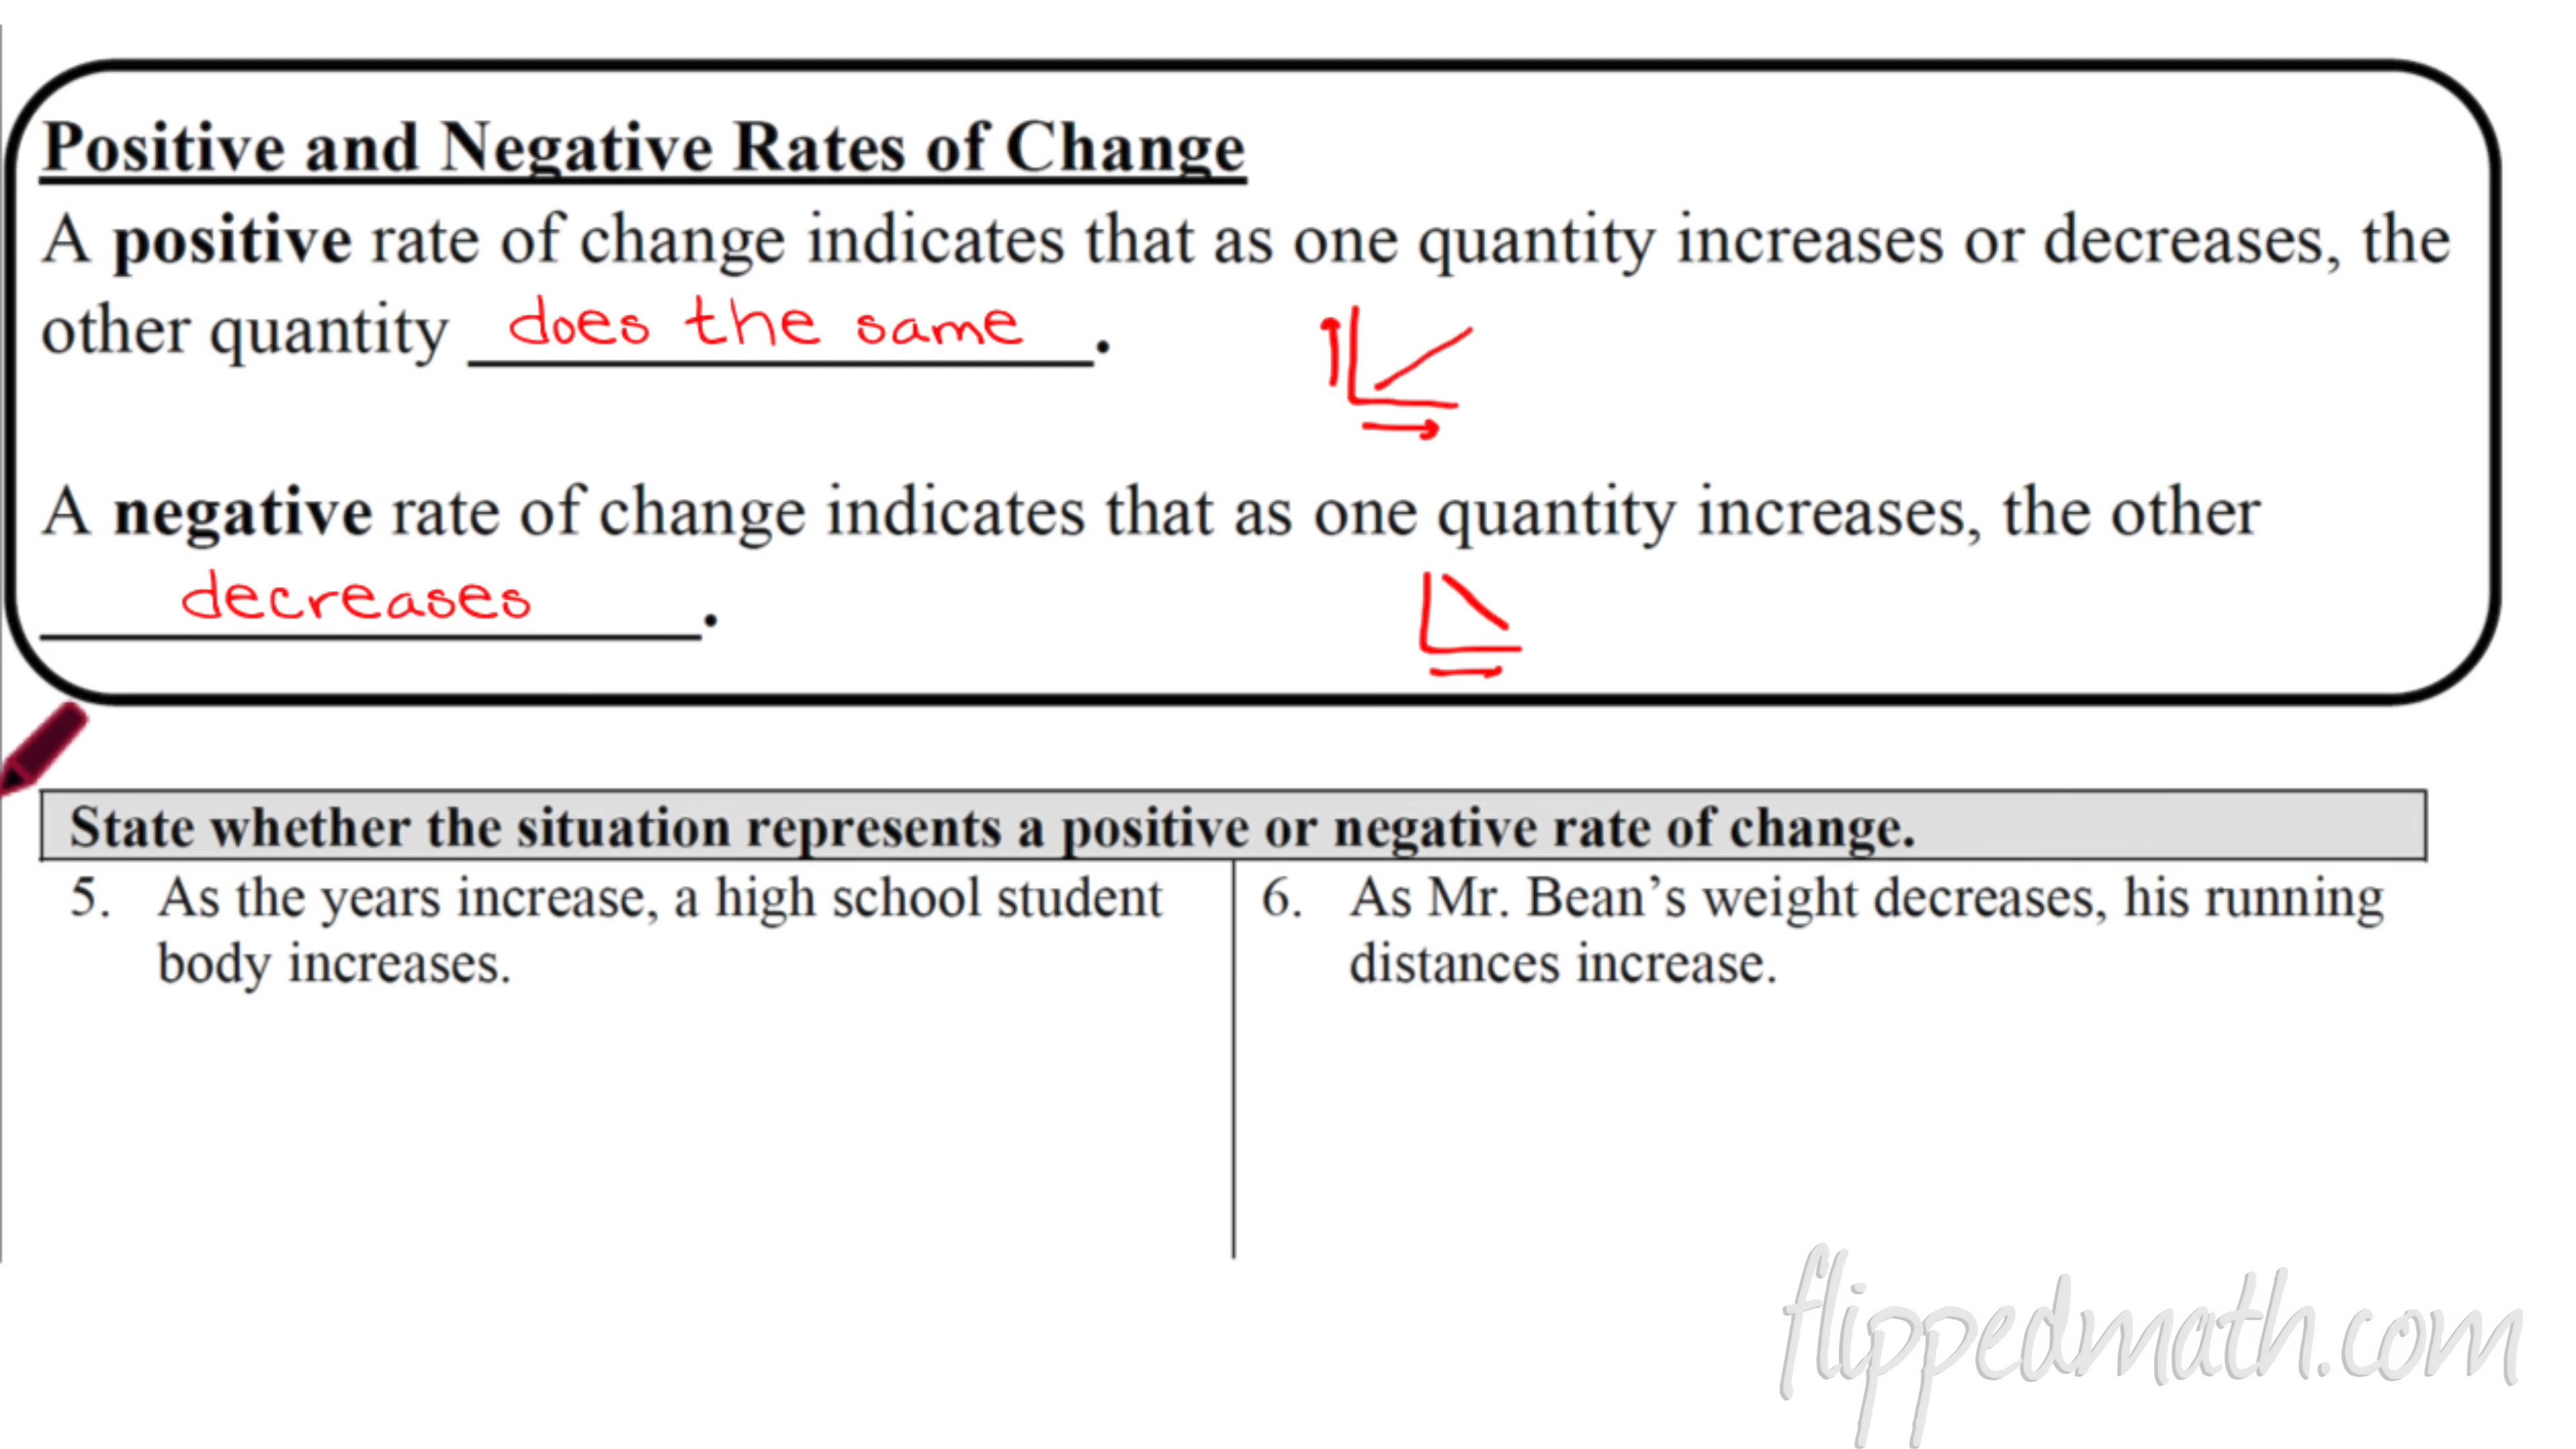 Positive and Negative Rates of Change
A positive rate of change indicates that as one quantity increases or decreases, the
other quantity does the same.
A negative rate of change indicates that as one quantity increases, the other
decreases.
State whether the situation represents a positive or negative rate of change.
5. As the years increase, a high school student
body increases.
6. As Mr. Bean’s weight decreases, his running
distances increase.
flippedmath.com